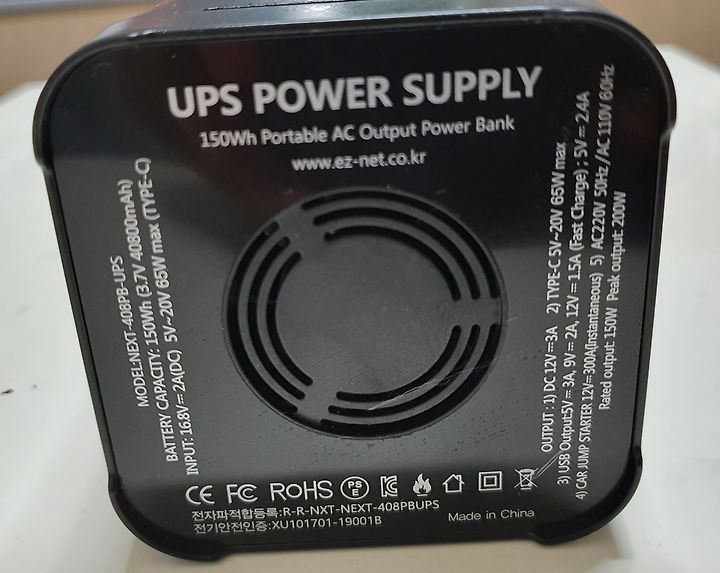 UPS POWER SUPPLY
150Wh Portable AC Output Power Bank
www.ez-net.co.kr
MODEL:NEXT-408PB-UPS
BATTERY CAPACITY: 150Wh (3.7V 40800mAh)
INPUT: 16.8V⎓2A(DC) 5V~20V 65W max (TYPE-C)
OUTPUT : 1) DC 12V⎓3A 2) TYPE-C 5V~20V 65W max
3) USB Output:5V⎓3A, 9V⎓2A, 12V⎓1.5A (Fast Charge) ; 5V⎓2.4A
4) CAR JUMP STARTER 12V⎓300A(Instantaneous) 5) AC220V 50Hz /AC 110V 60Hz
Rated output: 150W Peak output: 200W
CE FC RoHS PSE
전자파적합등록:R-R-NXT-NEXT-408PBUPS
전기안전인증:XU101701-19001B
Made in China